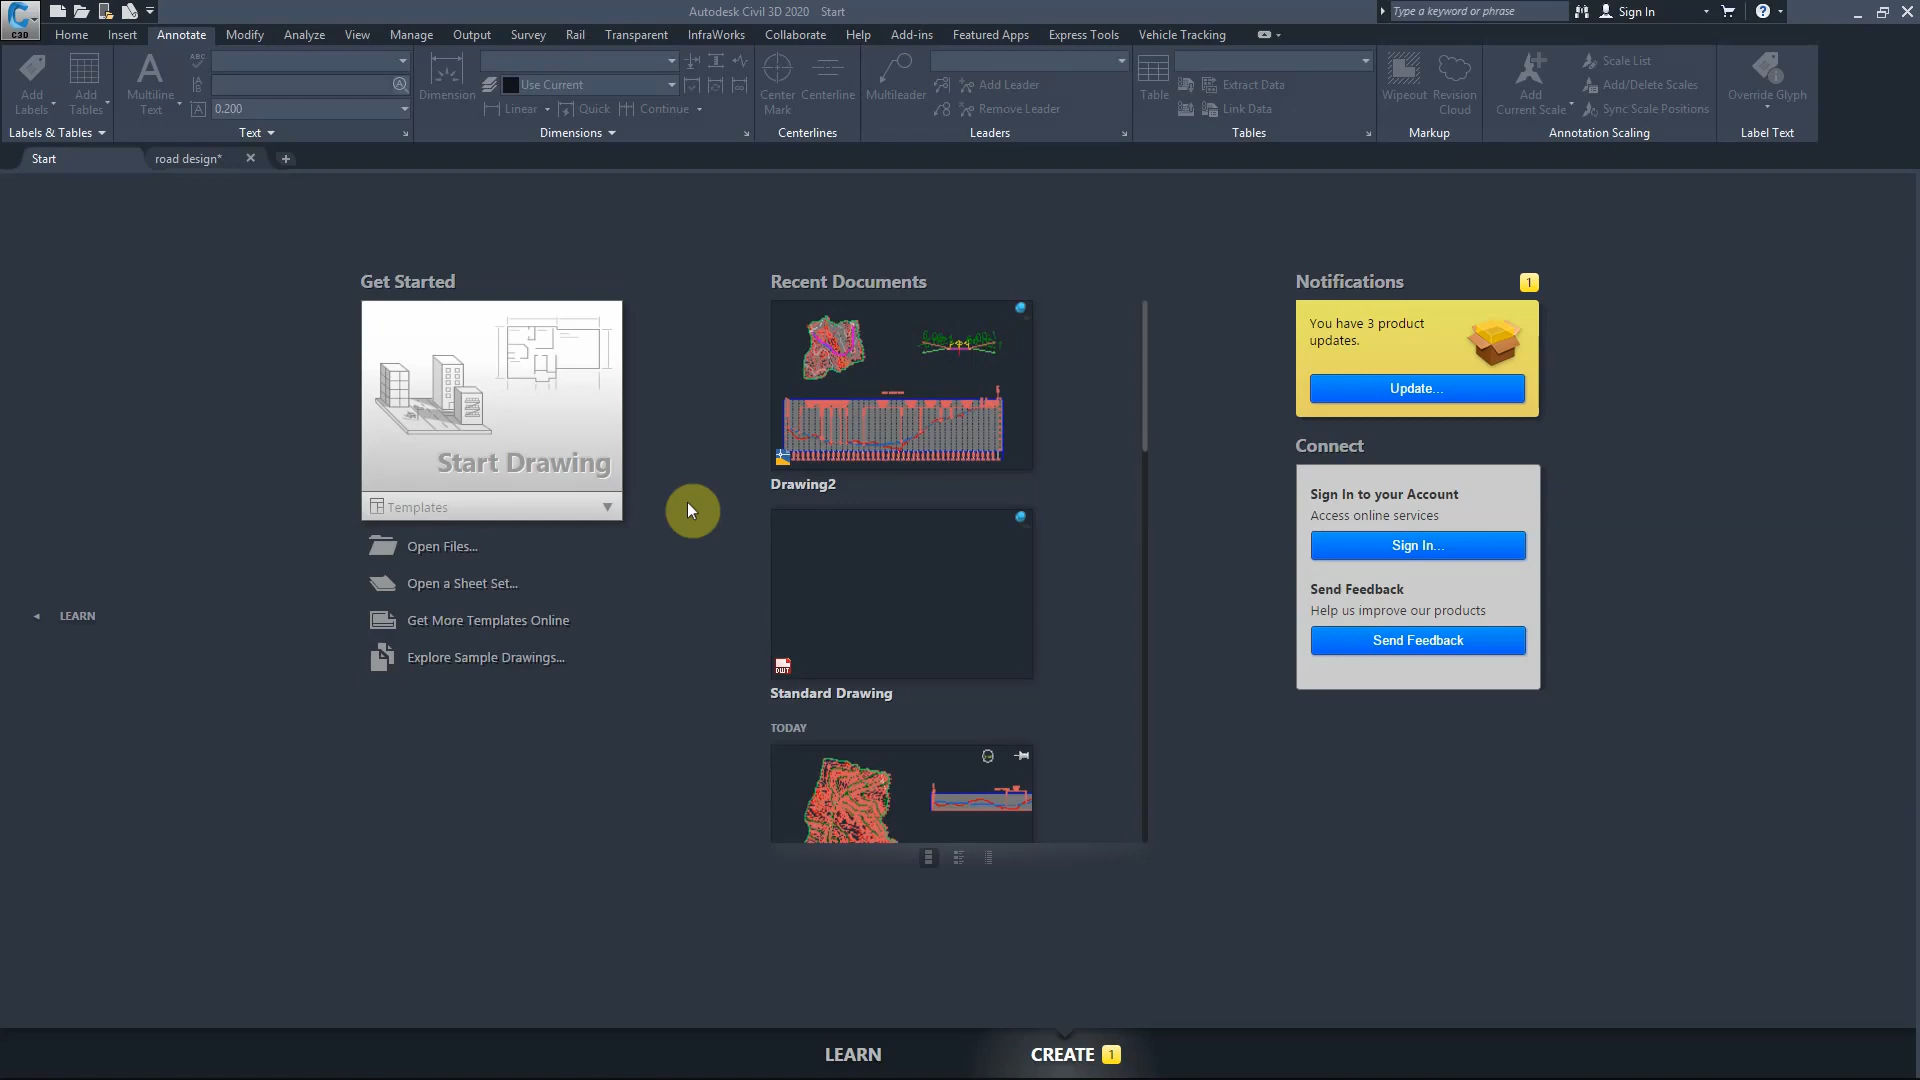 Autodesk Civil 3D 2020 Start
Type a keyword or phrase
Sign In
C3D
Home Insert Annotate Modify Analyze View Manage Output Survey Rail Transparent InfraWorks Collaborate Help Add-ins Featured Apps Express Tools Vehicle Tracking
Add Labels
Add Tables
Labels & Tables
Multiline Text
ABC
0.200
Text
Dimension
Use Current
Linear Quick Continue
Dimensions
Center Mark
Centerline
Centerlines
Multileader
Add Leader
Remove Leader
Leaders
Table
Extract Data
Link Data
Tables
Wipeout
Revision Cloud
Markup
Add Current Scale
Scale List
Add/Delete Scales
Sync Scale Positions
Annotation Scaling
Override Glyph
Label Text
Start
road design*
Get Started
Start Drawing
Templates
Open Files...
Open a Sheet Set...
Get More Templates Online
Explore Sample Drawings...
LEARN
Recent Documents
Drawing2
DWT
Standard Drawing
TODAY
Notifications 1
You have 3 product
updates.
Update...
Connect
Sign In to your Account
Access online services
Sign In...
Send Feedback
Help us improve our products
Send Feedback
LEARN
CREATE 1